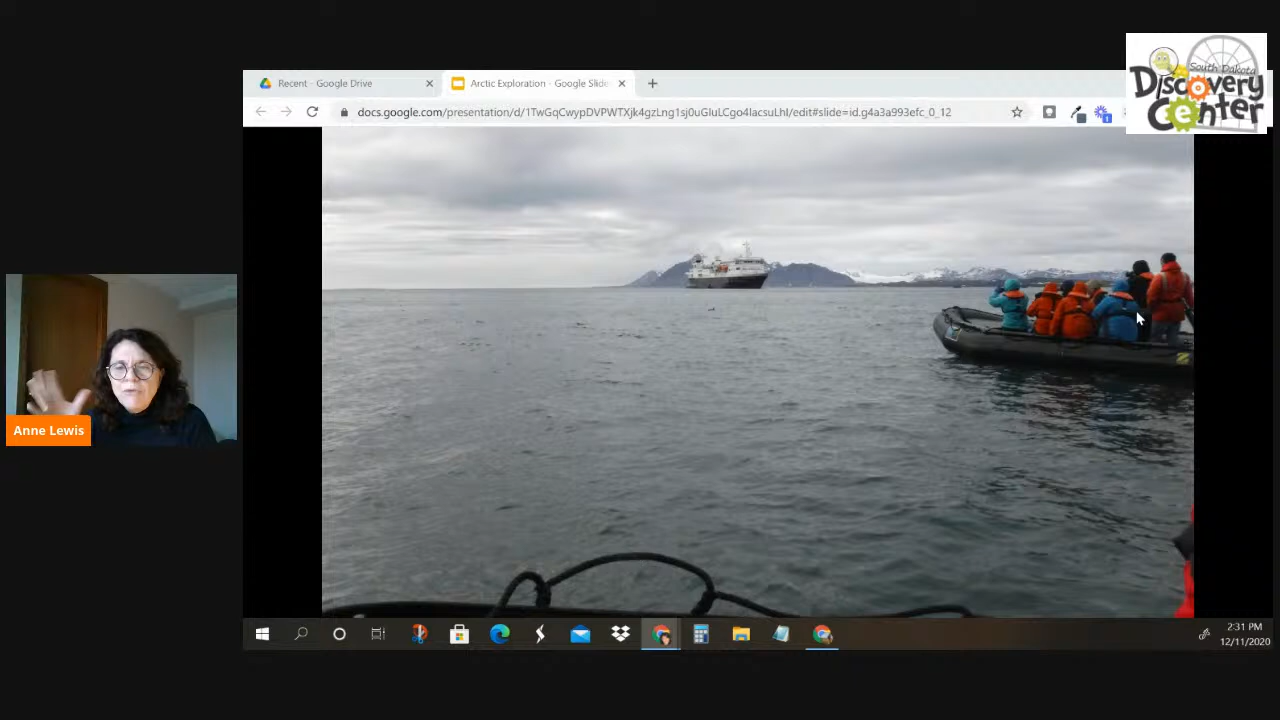 South Dakota
Discovery
Center
Recent - Google Drive
Arctic Exploration - Google Slide
docs.google.com/presentation/d/1TwGqCwypDVPWTXjk4gzLng1sj0uGIuLCgo4IacsuLhI/edit#slide=id.g4a3a993efc_0_12
Anne Lewis
2:31 PM
12/11/2020